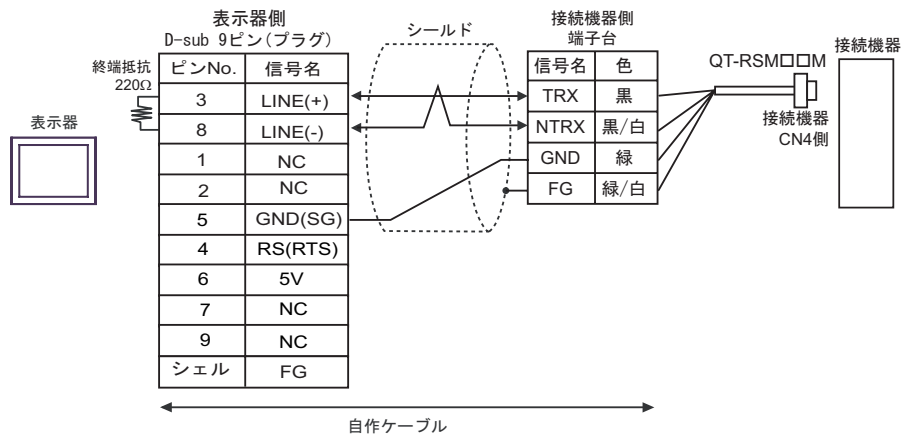 表示器側
D-sub 9ピン(プラグ)
シールド
接続機器側
端子台
終端抵抗
220Ω
ピンNo. 信号名
3 LINE(+)
8 LINE(-)
1 NC
2 NC
5 GND(SG)
4 RS(RTS)
6 5V
7 NC
9 NC
シェル FG
表示器
信号名 色
TRX 黒
NTRX 黒/白
GND 緑
FG 緑/白
QT-RSM□□M
接続機器
CN4側
接続機器
自作ケーブル